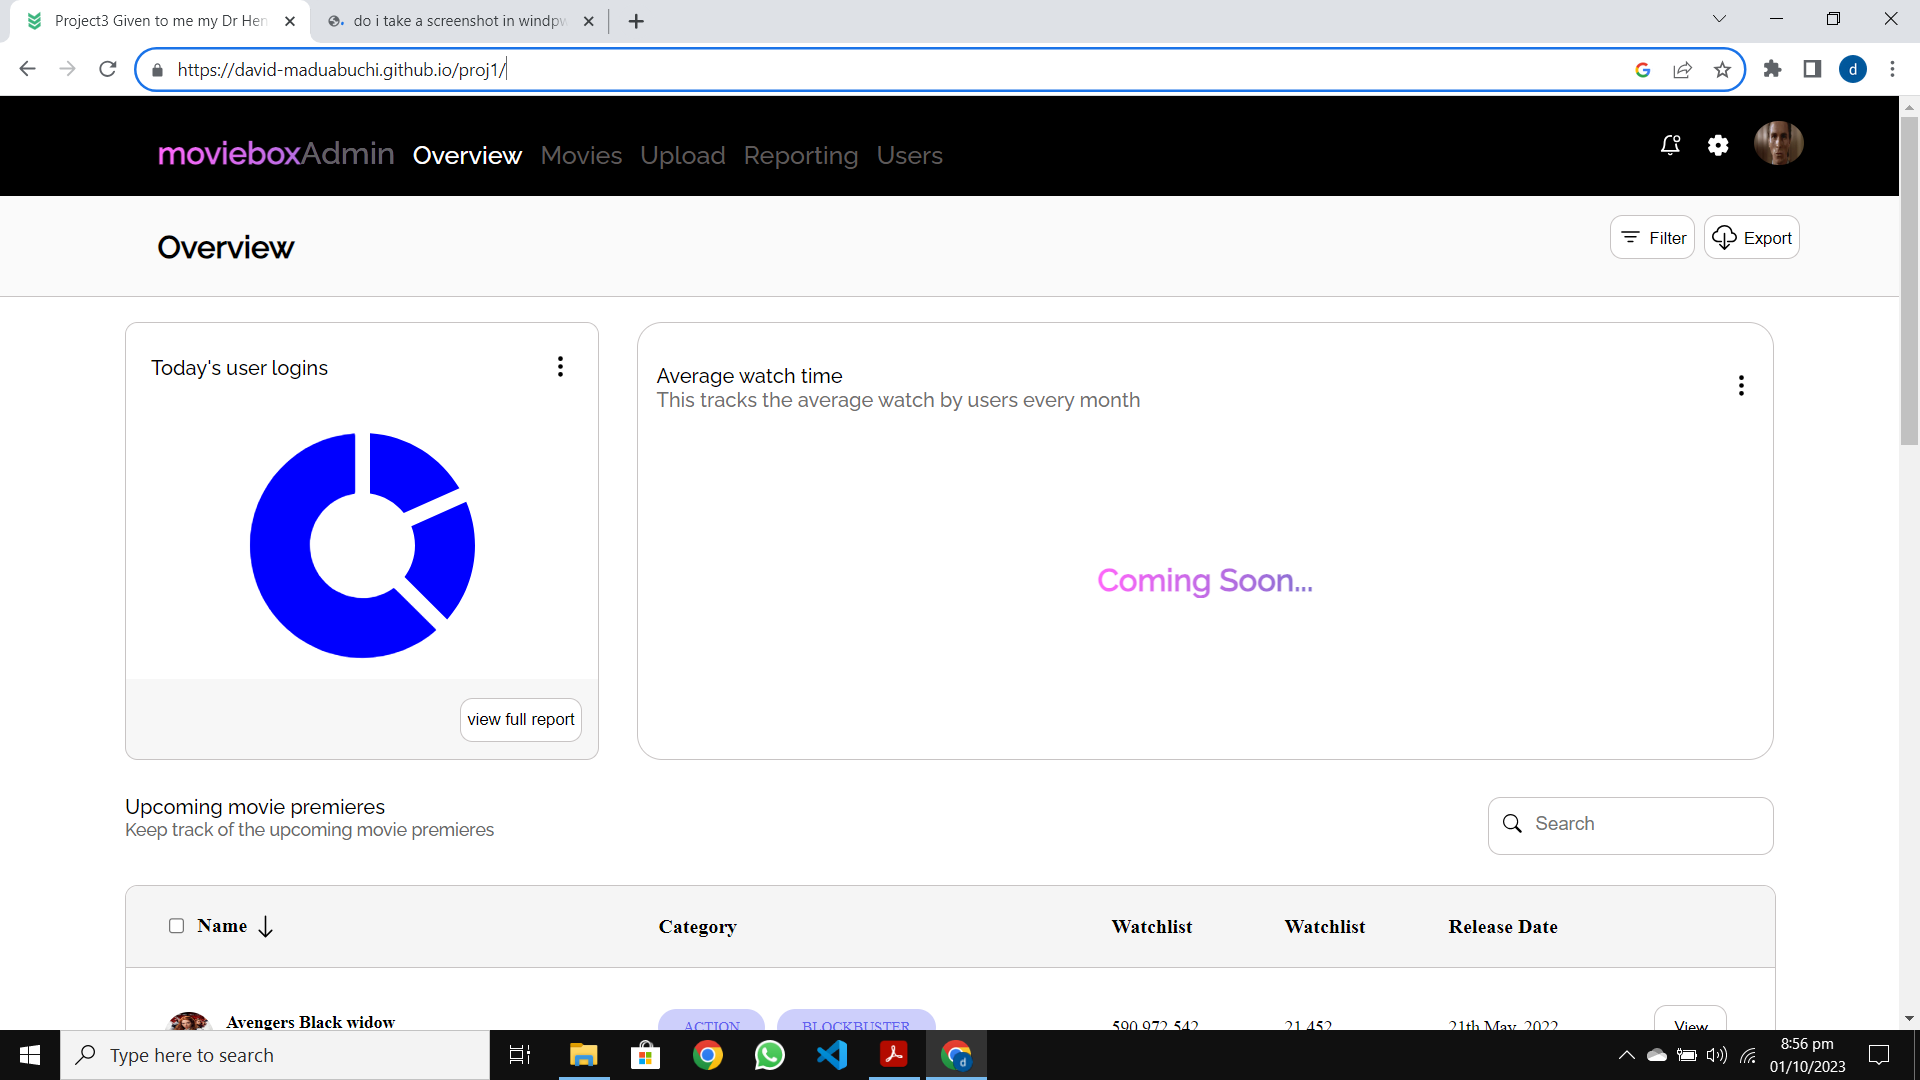 Project3 Given to me my Dr Hen
do i take a screenshot in windpw
https://david-maduabuchi.github.io/proj1/
d
movieboxAdmin Overview Movies Upload Reporting Users
Overview
Filter Export
Today's user logins
view full report
Average watch time
This tracks the average watch by users every month
Coming Soon...
Upcoming movie premieres
Keep track of the upcoming movie premieres
Search
Name Category Watchlist Watchlist Release Date
Avengers Black widow ACTION BLOCKBUSTER 590,972,542 21,452 21th May, 2022 View
Type here to search
d
8:56 pm
01/10/2023